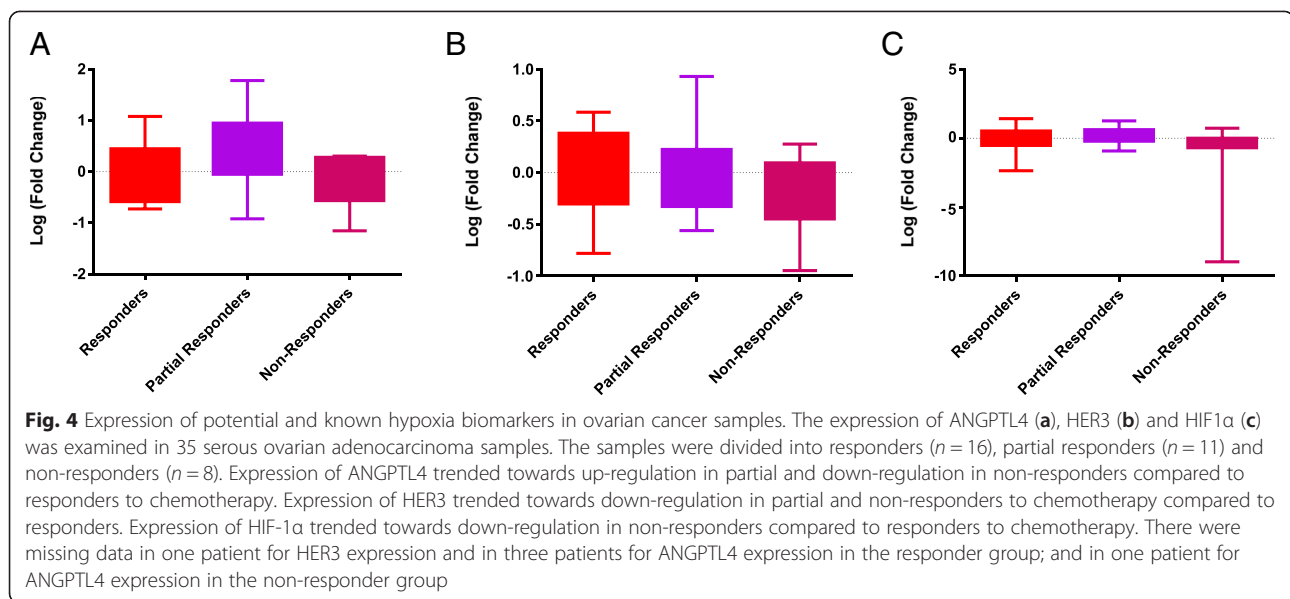 A
Log (Fold Change)
2
1
0
-1
-2
Responders
Partial Responders
Non-Responders
B
Log (Fold Change)
1.0
0.5
0.0
-0.5
-1.0
Responders
Partial Responders
Non-Responders
C
Log (Fold Change)
5
0
-5
-10
Responders
Partial Responders
Non-Responders
Fig. 4 Expression of potential and known hypoxia biomarkers in ovarian cancer samples. The expression of ANGPTL4 (a), HER3 (b) and HIF1α (c)
was examined in 35 serous ovarian adenocarcinoma samples. The samples were divided into responders (n = 16), partial responders (n = 11) and
non-responders (n = 8). Expression of ANGPTL4 trended towards up-regulation in partial and down-regulation in non-responders compared to
responders to chemotherapy. Expression of HER3 trended towards down-regulation in partial and non-responders to chemotherapy compared to
responders. Expression of HIF-1α trended towards down-regulation in non-responders compared to responders to chemotherapy. There were
missing data in one patient for HER3 expression and in three patients for ANGPTL4 expression in the responder group; and in one patient for
ANGPTL4 expression in the non-responder group